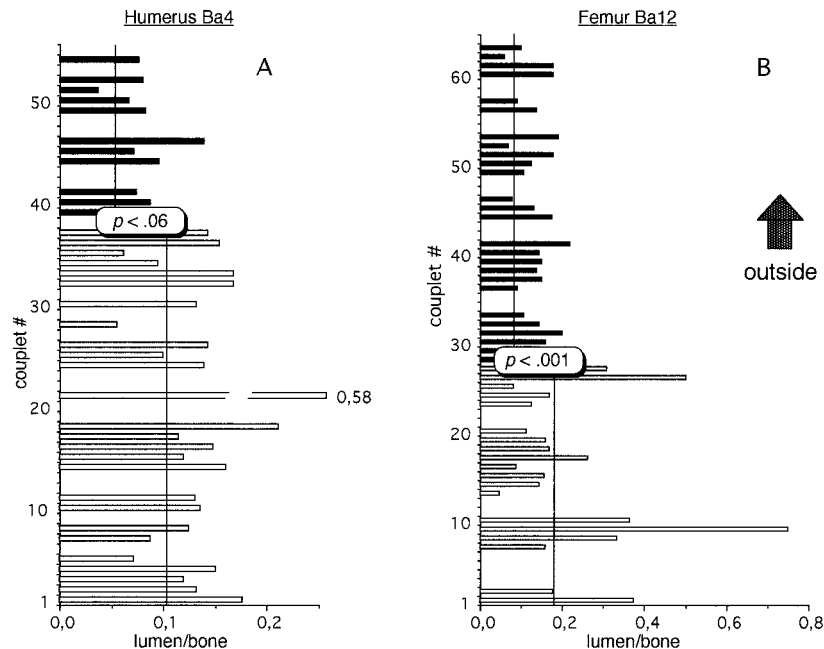 Humerus Ba4
A
50
40
30
20
10
1
couplet #
p < .06
0,58
0,0
0,1
0,2
lumen/bone
Femur Ba12
B
60
50
40
30
20
10
1
couplet #
p < .001
outside
0,0
0,2
0,4
0,6
0,8
lumen/bone